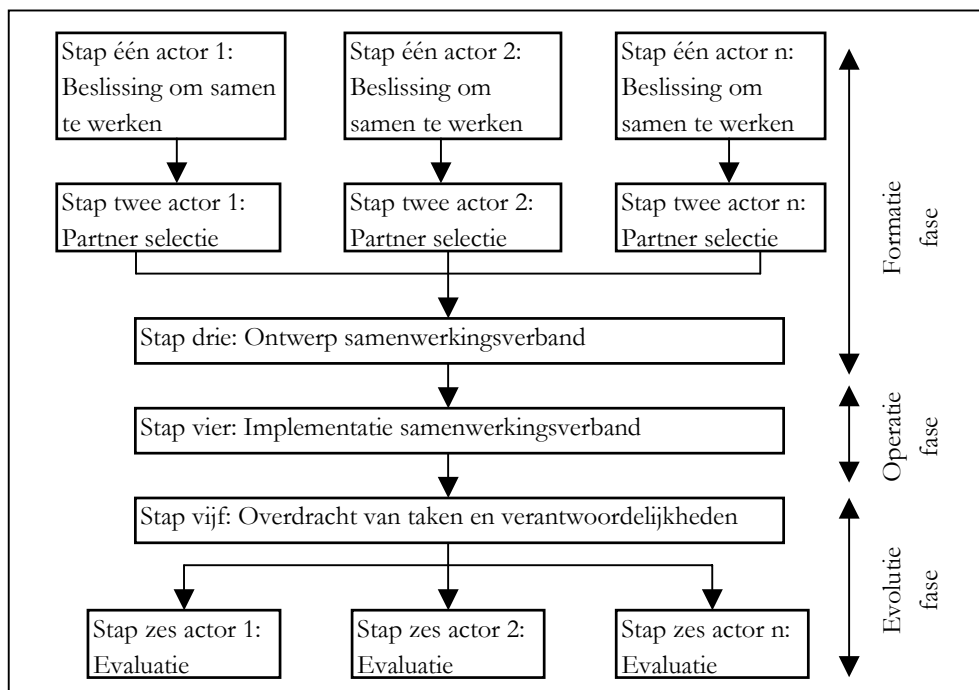 Stap één actor 1:
Beslissing om samen
te werken
Stap één actor 2:
Beslissing om
samen te werken
Stap één actor n:
Beslissing om
samen te werken
Stap twee actor 1:
Partner selectie
Stap twee actor 2:
Partner selectie
Stap twee actor n:
Partner selectie
Formatie
fase
Stap drie: Ontwerp samenwerkingsverband
Stap vier: Implementatie samenwerkingsverband
Operatie
fase
Stap vijf: Overdracht van taken en verantwoordelijkheden
Stap zes actor 1:
Evaluatie
Stap zes actor 2:
Evaluatie
Stap zes actor n:
Evaluatie
Evolutie
fase